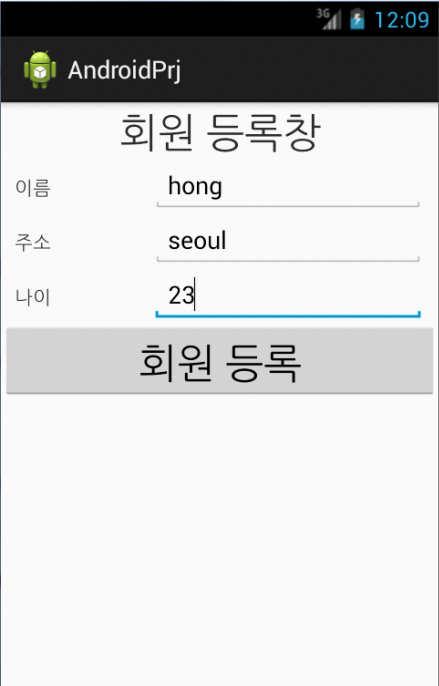 3G 12:09
AndroidPrj
회원 등록창
이름 hong
주소 seoul
나이 23
회원 등록